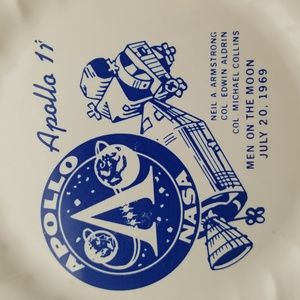 Apollo 11
NEIL A. ARMSTRONG
COL. EDWIN ALDRIN
COL. MICHAEL COLLINS
MEN ON THE MOON
JULY 20, 1969
APOLLO
NASA